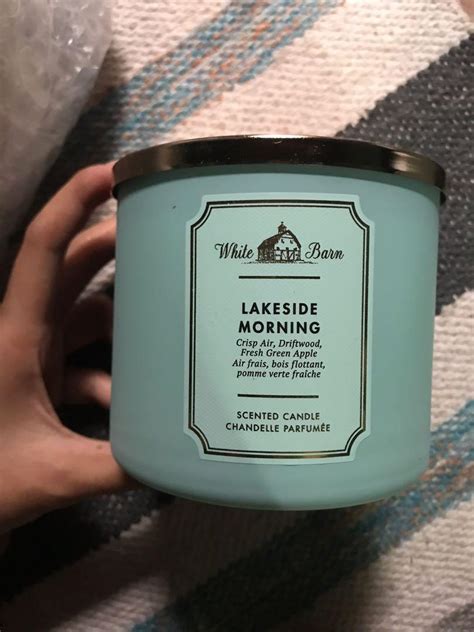 White Barn
LAKESIDE
MORNING
Crisp Air, Driftwood,
Fresh Green Apple
Air frais, bois flottant,
pomme verte fraîche
SCENTED CANDLE
CHANDELLE PARFUMÉE